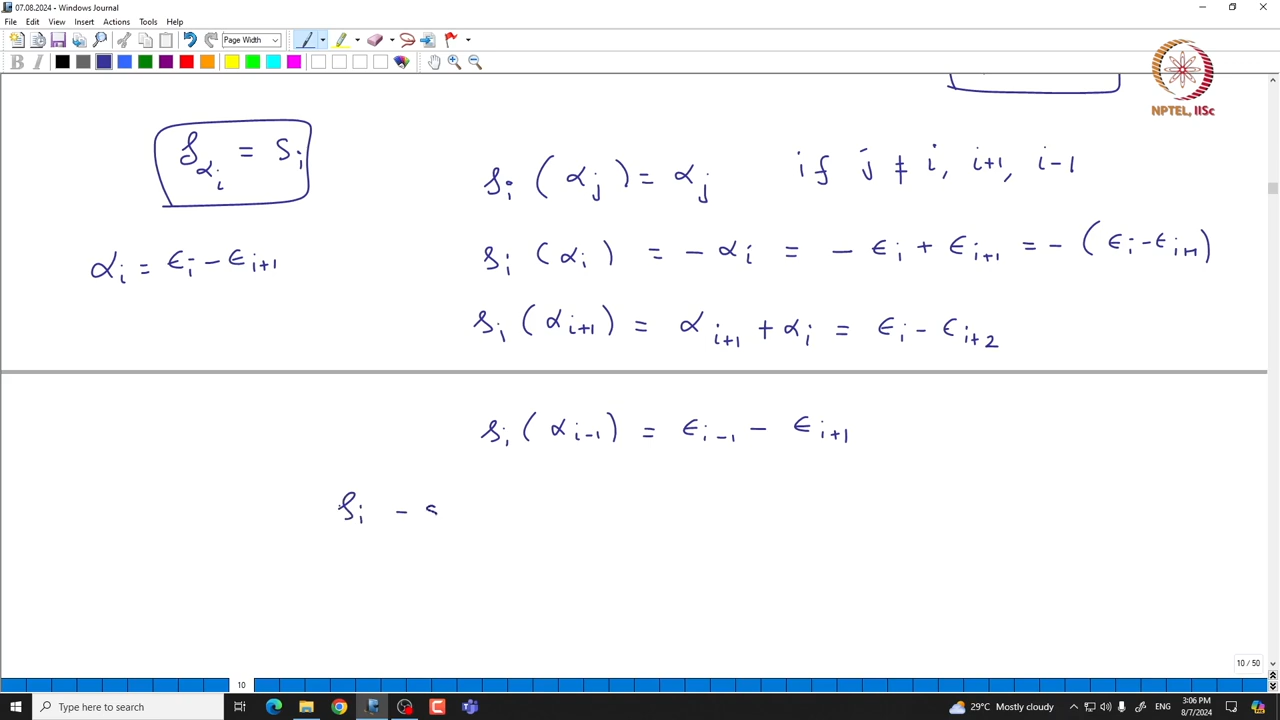 07.08.2024 - Windows Journal
File Edit View Insert Actions Tools Help
Page Width
NPTEL, IISc
s_{α_i} = s_i
s_i (α_j) = α_j if j ≠ i, i+1, i-1
α_i = ε_i - ε_{i+1}
s_i (α_i) = - α_i = - ε_i + ε_{i+1} = - (ε_i - ε_{i+1})
s_i (α_{i+1}) = α_{i+1} + α_i = ε_i - ε_{i+2}
s_i (α_{i-1}) = ε_{i-1} - ε_{i+1}
s_i -
10 / 50
10
Type here to search
29°C Mostly cloudy
ENG
3:06 PM
8/7/2024